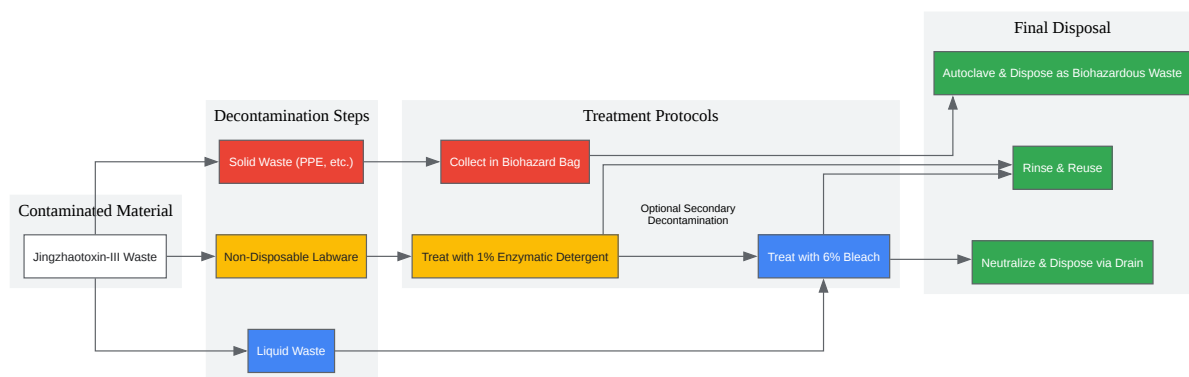 Final Disposal
Autoclave & Dispose as Biohazardous Waste
Decontamination Steps
Treatment Protocols
Solid Waste (PPE, etc.)
Collect in Biohazard Bag
Rinse & Reuse
Contaminated Material
Optional Secondary
Decontamination
Jingzhaotoxin-III Waste
Non-Disposable Labware
Treat with 1% Enzymatic Detergent
Treat with 6% Bleach
Neutralize & Dispose via Drain
Liquid Waste